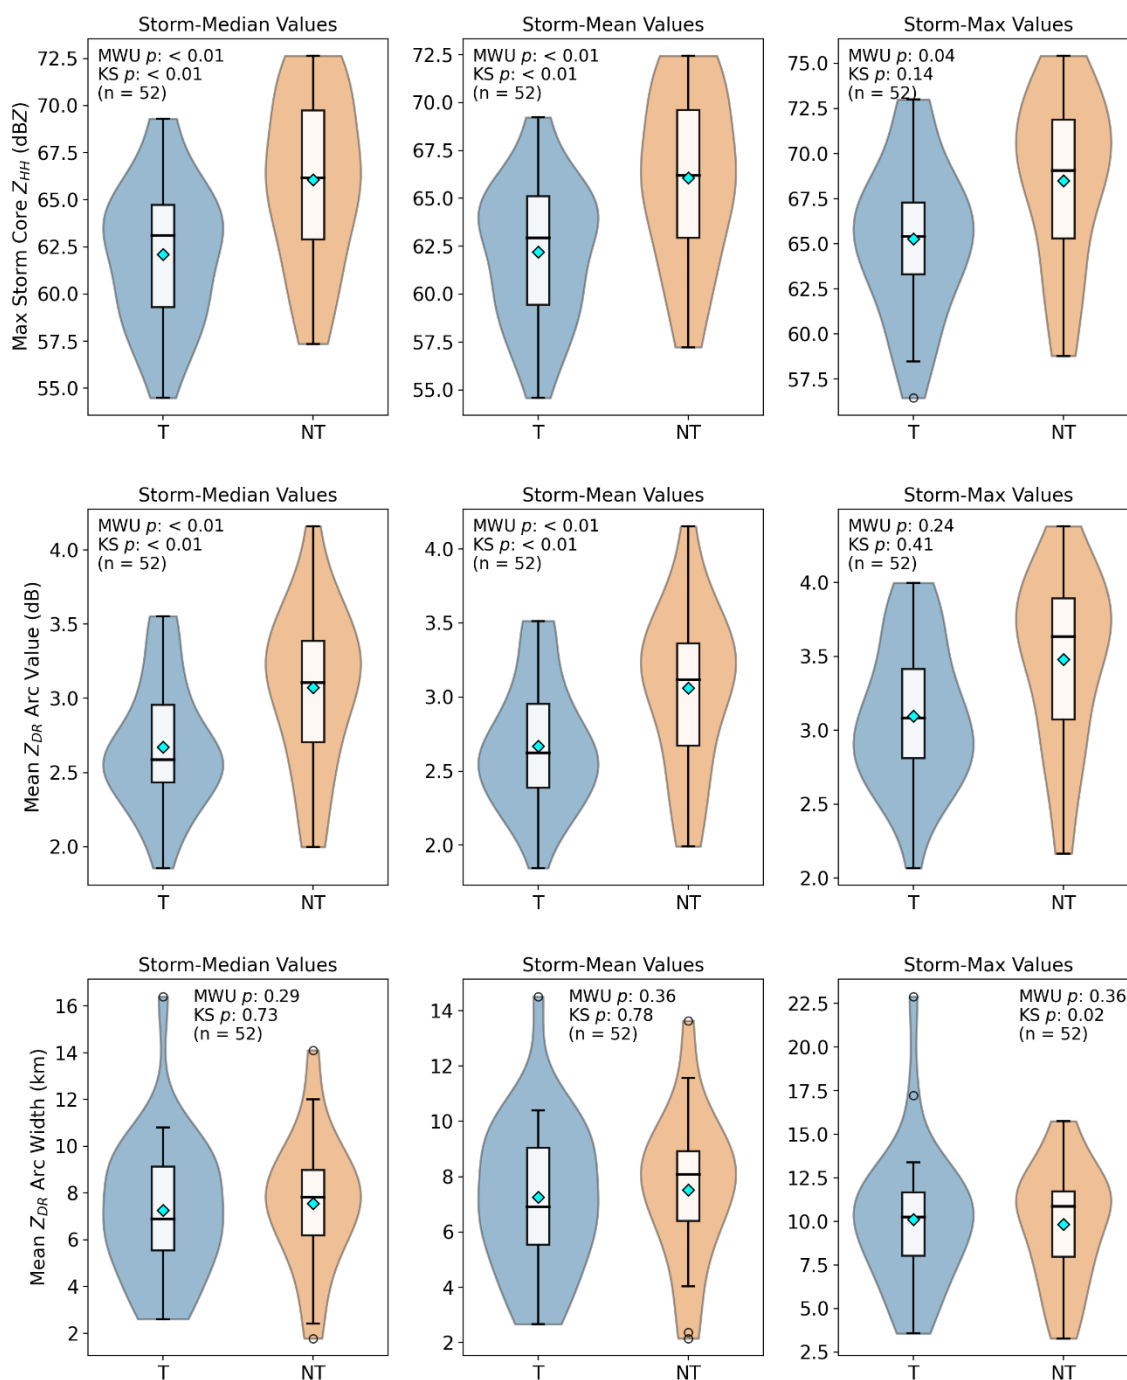 Storm-Median Values
Max Storm Core Z_HH (dBZ)
72.5
70.0
67.5
65.0
62.5
60.0
57.5
55.0
MWU p: < 0.01
KS p: < 0.01
(n = 52)
T NT
Storm-Mean Values
72.5
70.0
67.5
65.0
62.5
60.0
57.5
55.0
MWU p: < 0.01
KS p: < 0.01
(n = 52)
T NT
Storm-Max Values
75.0
72.5
70.0
67.5
65.0
62.5
60.0
57.5
MWU p: 0.04
KS p: 0.14
(n = 52)
T NT
Storm-Median Values
Mean Z_DR Arc Value (dB)
4.0
3.5
3.0
2.5
2.0
MWU p: < 0.01
KS p: < 0.01
(n = 52)
T NT
Storm-Mean Values
4.0
3.5
3.0
2.5
2.0
MWU p: < 0.01
KS p: < 0.01
(n = 52)
T NT
Storm-Max Values
4.0
3.5
3.0
2.5
2.0
MWU p: 0.24
KS p: 0.41
(n = 52)
T NT
Storm-Median Values
Mean Z_DR Arc Width (km)
16
14
12
10
8
6
4
2
MWU p: 0.29
KS p: 0.73
(n = 52)
T NT
Storm-Mean Values
14
12
10
8
6
4
2
MWU p: 0.36
KS p: 0.78
(n = 52)
T NT
Storm-Max Values
22.5
20.0
17.5
15.0
12.5
10.0
7.5
5.0
2.5
MWU p: 0.36
KS p: 0.02
(n = 52)
T NT